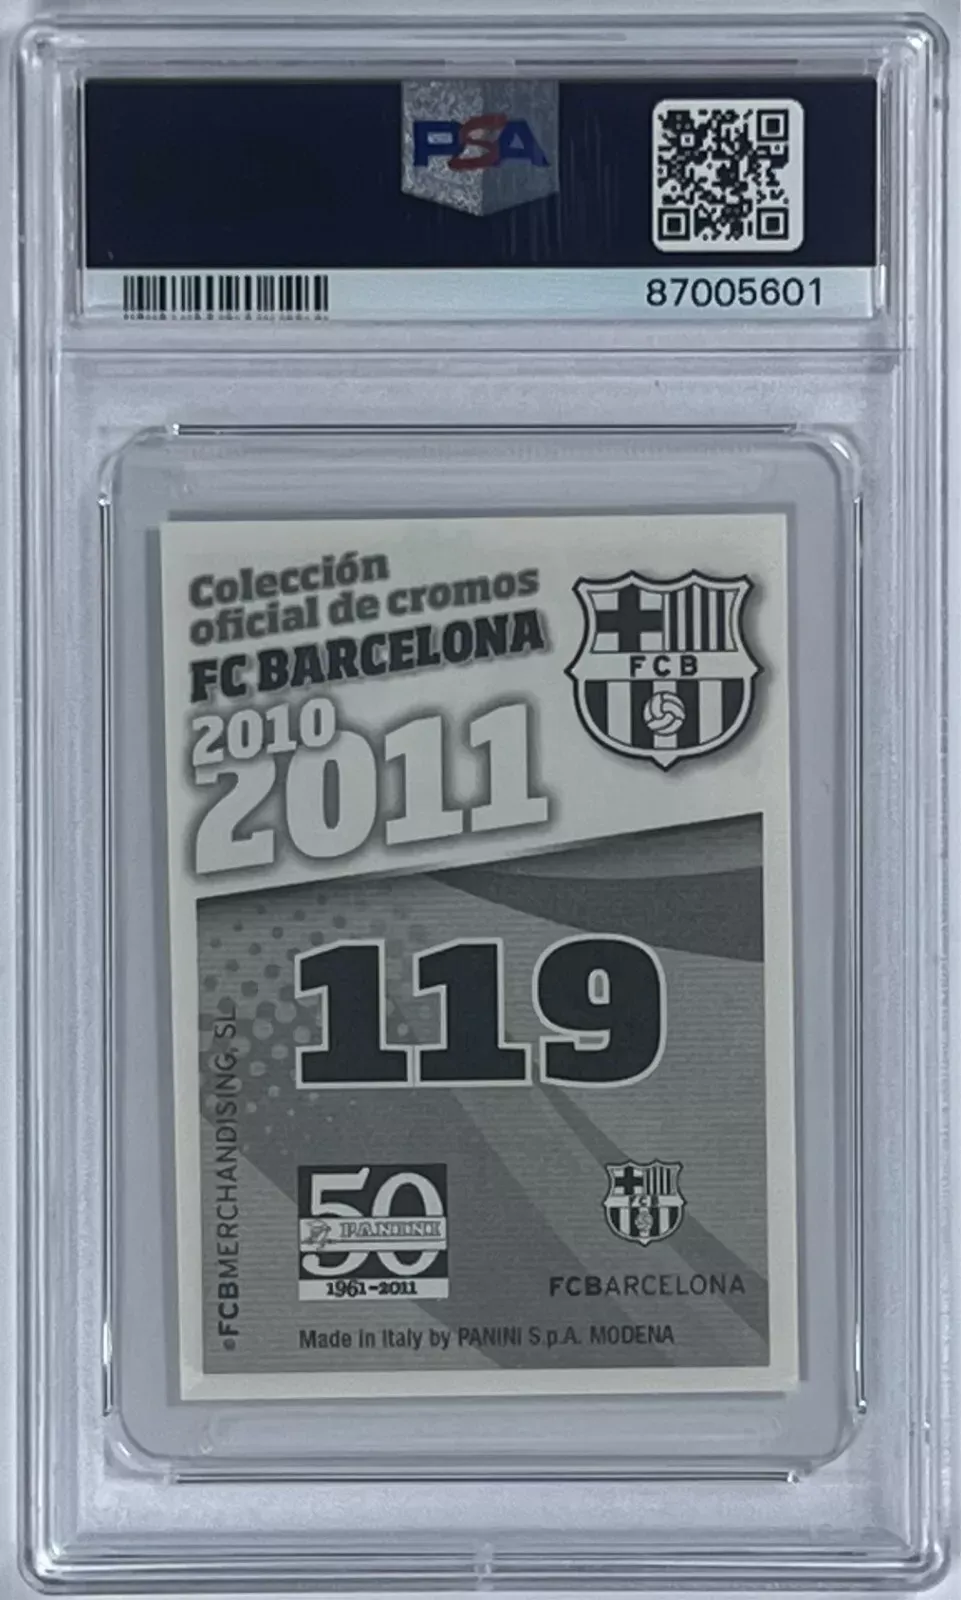 PSA
87005601
Colección
oficial de cromos
FC BARCELONA
2010
2011
FCB
119
©FCBMERCHANDISING, SL
50
PANINI
1961-2011
FCB
FCBARCELONA
Made in Italy by PANINI S.p.A. MODENA